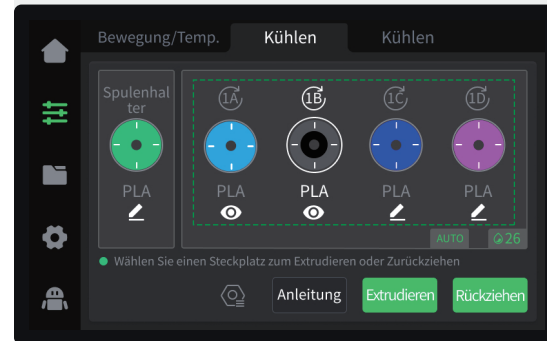 Bewegung/Temp. Kühlen Kühlen
Spulenhal
ter
1A 1B 1C 1D
PLA PLA PLA PLA PLA
AUTO 26
Wählen Sie einen Steckplatz zum Extrudieren oder Zurückziehen
Anleitung Extrudieren Rückziehen